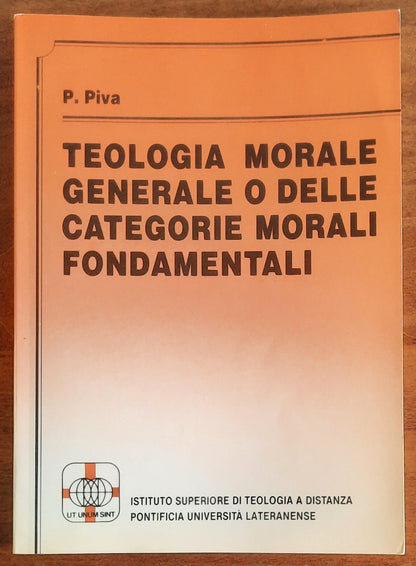 P. Piva
TEOLOGIA MORALE
GENERALE O DELLE
CATEGORIE MORALI
FONDAMENTALI
UT UNUM SINT
ISTITUTO SUPERIORE DI TEOLOGIA A DISTANZA
PONTIFICIA UNIVERSITÀ LATERANENSE